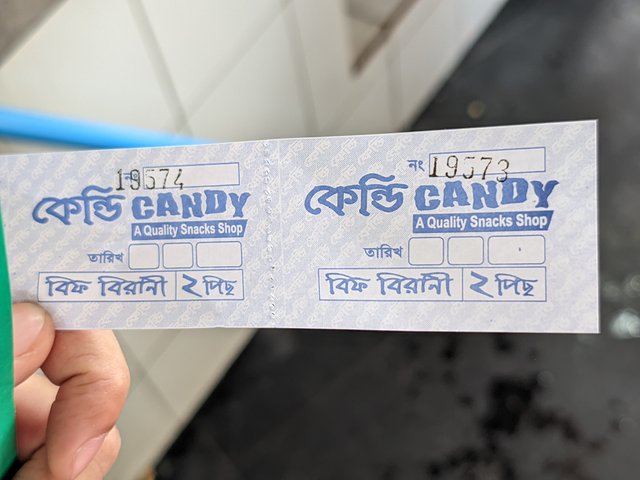 নং 19574
কেন্ডি CANDY
A Quality Snacks Shop
তারিখ
বিফ বিরানী ২ পিছ
নং 19573
কেন্ডি CANDY
A Quality Snacks Shop
তারিখ
বিফ বিরানী ২ পিছ